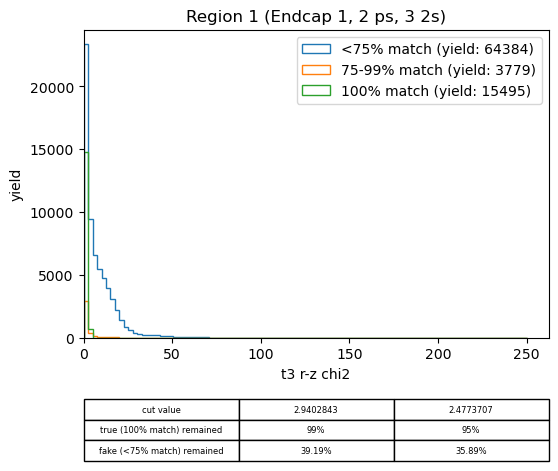 Region 1 (Endcap 1, 2 ps, 3 2s)
<75% match (yield: 64384)
75-99% match (yield: 3779)
100% match (yield: 15495)
yield
20000
15000
10000
5000
0
0 50 100 150 200 250
t3 r-z chi2
cut value 2.9402843 2.4773707
true (100% match) remained 99% 95%
fake (<75% match) remained 39.19% 35.89%